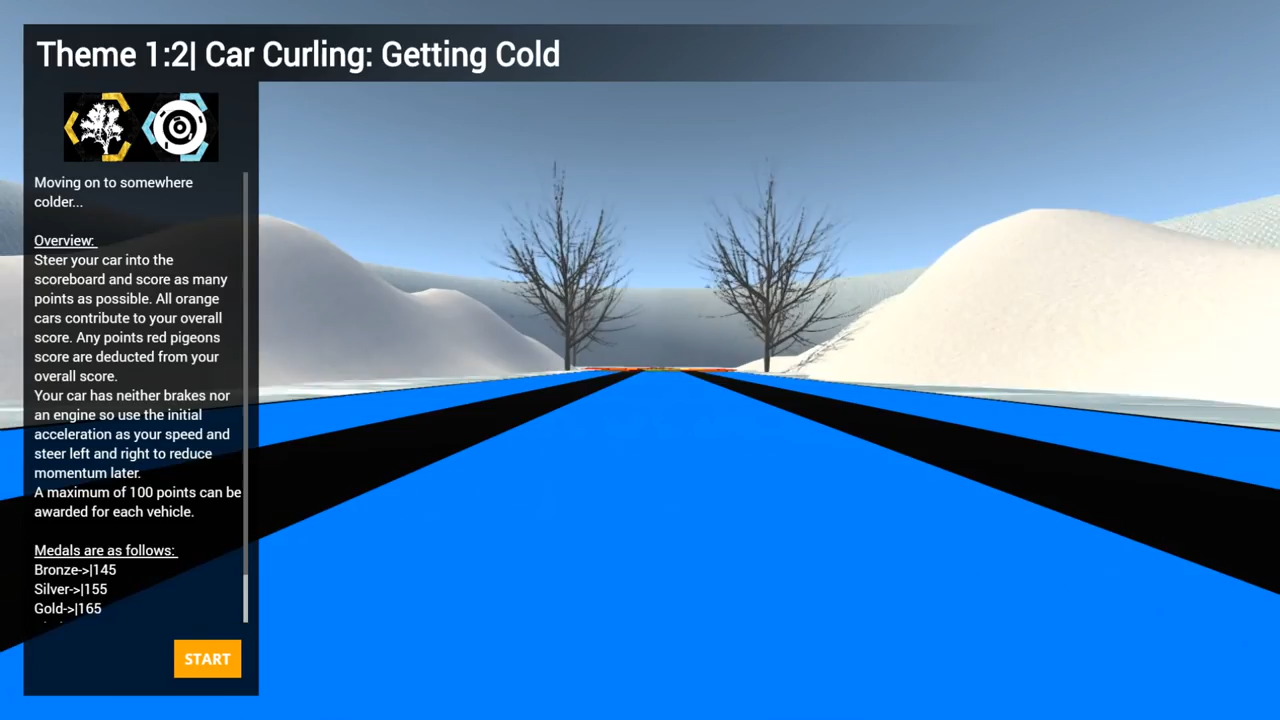 Theme 1:2| Car Curling: Getting Cold
Moving on to somewhere
colder...
Overview:
Steer your car into the
scoreboard and score as many
points as possible. All orange
cars contribute to your overall
score. Any points red pigeons
score are deducted from your
overall score.
Your car has neither brakes nor
an engine so use the initial
acceleration as your speed and
steer left and right to reduce
momentum later.
A maximum of 100 points can be
awarded for each vehicle.
Medals are as follows:
Bronze->|145
Silver->|155
Gold->|165
START